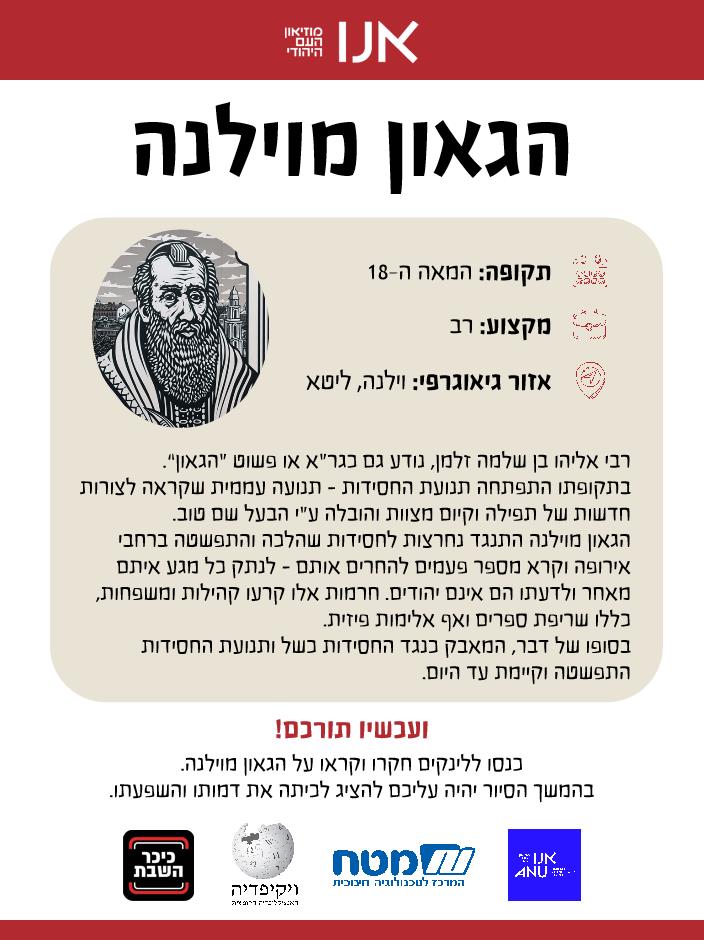 אנו
מוזיאון
העם
היהודי
הגאון מוילנה
תקופה: המאה ה-18
מקצוע: רב
אזור גיאוגרפי: וילנה, ליטא
רבי אליהו בן שלמה זלמן, נודע גם כגר"א או פשוט "הגאון".
בתקופתו התפתחה תנועת החסידות - תנועה עממית שקראה לצורות
חדשות של תפילה וקיום מצוות והובלה ע"י הבעל שם טוב.
הגאון מוילנה התנגד נחרצות לחסידות שהלכה והתפשטה ברחבי
אירופה וקרא מספר פעמים להחרים אותם - לנתק כל מגע איתם
מאחר ולדעתו הם אינם יהודים. חרמות אלו קרעו קהילות ומשפחות,
כללו שריפת ספרים ואף אלימות פיזית.
בסופו של דבר, המאבק כנגד החסידות כשל ותנועת החסידות
התפשטה וקיימת עד היום.
ועכשיו תורכם!
כנסו ללינקים חקרו וקראו על הגאון מוילנה.
בהמשך הסיור יהיה עליכם להציג לכיתה את דמותו והשפעתו.
אנו
ANU
מטח
המרכז לטכנולוגיה חינוכית
ויקיפדיה
האנציקלופדיה החופשית
כיכר
השבת